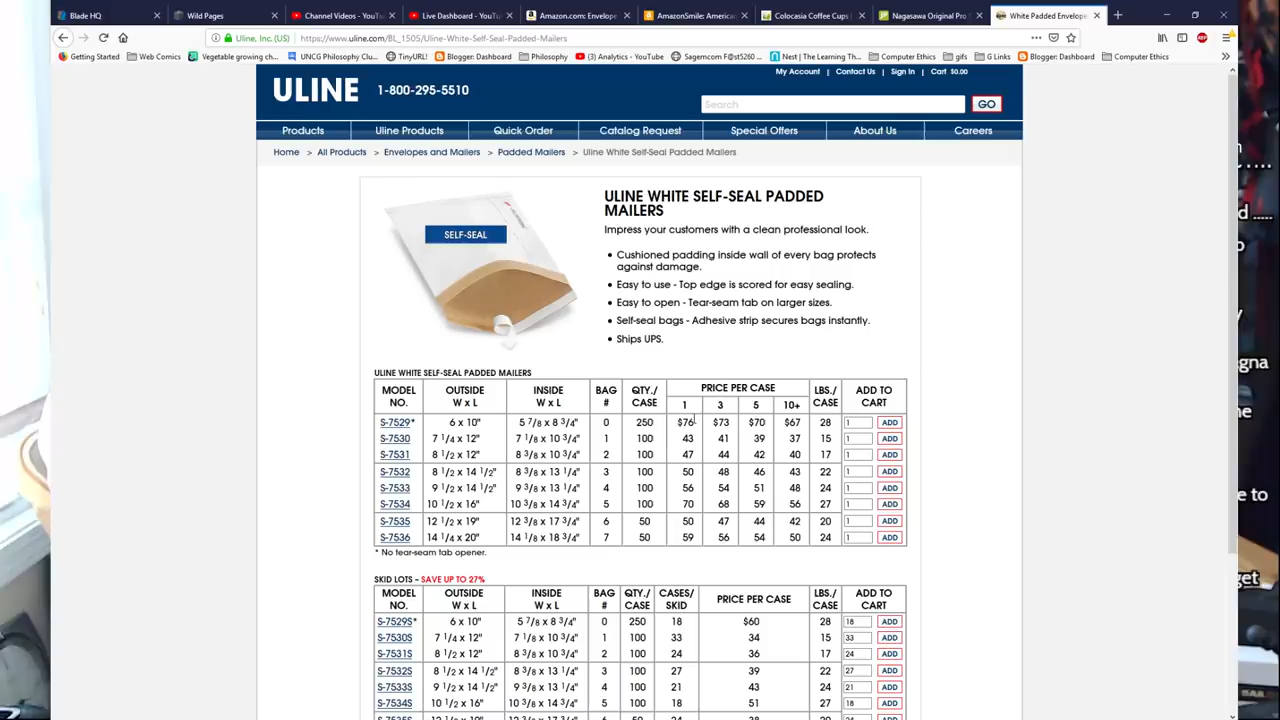 Blade HQ
Wild Pages
Channel Videos - YouTu
Live Dashboard - YouTu
Amazon.com: Envelope
AmazonSmile: American
Colocasia Coffee Cups |
Nagasawa Original Pro
White Padded Envelope
Uline, Inc. (US)
https://www.uline.com/BL_1505/Uline-White-Self-Seal-Padded-Mailers
Getting Started
Web Comics
Vegetable growing ch...
UNCG Philosophy Clu...
TinyURL!
Blogger: Dashboard
Philosophy
(3) Analytics - YouTube
Sagemcom F@st5260 ...
Nest | The Learning Th...
Computer Ethics
gifs
G Links
Blogger: Dashboard
Computer Ethics
My Account | Contact Us | Sign In | Cart $0.00
ULINE 1-800-295-5510
Search GO
Products Uline Products Quick Order Catalog Request Special Offers About Us Careers
Home > All Products > Envelopes and Mailers > Padded Mailers > Uline White Self-Seal Padded Mailers
SELF-SEAL
ULINE WHITE SELF-SEAL PADDED
MAILERS
Impress your customers with a clean professional look.
• Cushioned padding inside wall of every bag protects
against damage.
• Easy to use - Top edge is scored for easy sealing.
• Easy to open - Tear-seam tab on larger sizes.
• Self-seal bags - Adhesive strip secures bags instantly.
• Ships UPS.
ULINE WHITE SELF-SEAL PADDED MAILERS
MODEL NO. OUTSIDE W x L INSIDE W x L BAG # QTY./ CASE PRICE PER CASE LBS./ CASE ADD TO CART
1 3 5 10+
S-7529* 6 x 10" 5 7/8 x 8 3/4" 0 250 $76 $73 $70 $67 28 1 ADD
S-7530 7 1/4 x 12" 7 1/8 x 10 3/4" 1 100 43 41 39 37 15 1 ADD
S-7531 8 1/2 x 12" 8 3/8 x 10 3/4" 2 100 47 44 42 40 17 1 ADD
S-7532 8 1/2 x 14 1/2" 8 3/8 x 13 1/4" 3 100 50 48 46 43 22 1 ADD
S-7533 9 1/2 x 14 1/2" 9 3/8 x 13 1/4" 4 100 56 54 51 48 24 1 ADD
S-7534 10 1/2 x 16" 10 3/8 x 14 3/4" 5 100 70 68 59 56 27 1 ADD
S-7535 12 1/2 x 19" 12 3/8 x 17 3/4" 6 50 50 47 44 42 20 1 ADD
S-7536 14 1/4 x 20" 14 1/8 x 18 3/4" 7 50 59 56 54 50 24 1 ADD
* No tear-seam tab opener.
SKID LOTS – SAVE UP TO 27%
MODEL NO. OUTSIDE W x L INSIDE W x L BAG # QTY./ CASE CASES/ SKID PRICE PER CASE LBS./ CASE ADD TO CART
S-7529S* 6 x 10" 5 7/8 x 8 3/4" 0 250 18 $60 28 18 ADD
S-7530S 7 1/4 x 12" 7 1/8 x 10 3/4" 1 100 33 34 15 33 ADD
S-7531S 8 1/2 x 12" 8 3/8 x 10 3/4" 2 100 24 36 17 24 ADD
S-7532S 8 1/2 x 14 1/2" 8 3/8 x 13 1/4" 3 100 27 39 22 27 ADD
S-7533S 9 1/2 x 14 1/2" 9 3/8 x 13 1/4" 4 100 21 43 24 21 ADD
S-7534S 10 1/2 x 16" 10 3/8 x 14 3/4" 5 100 18 51 27 18 ADD